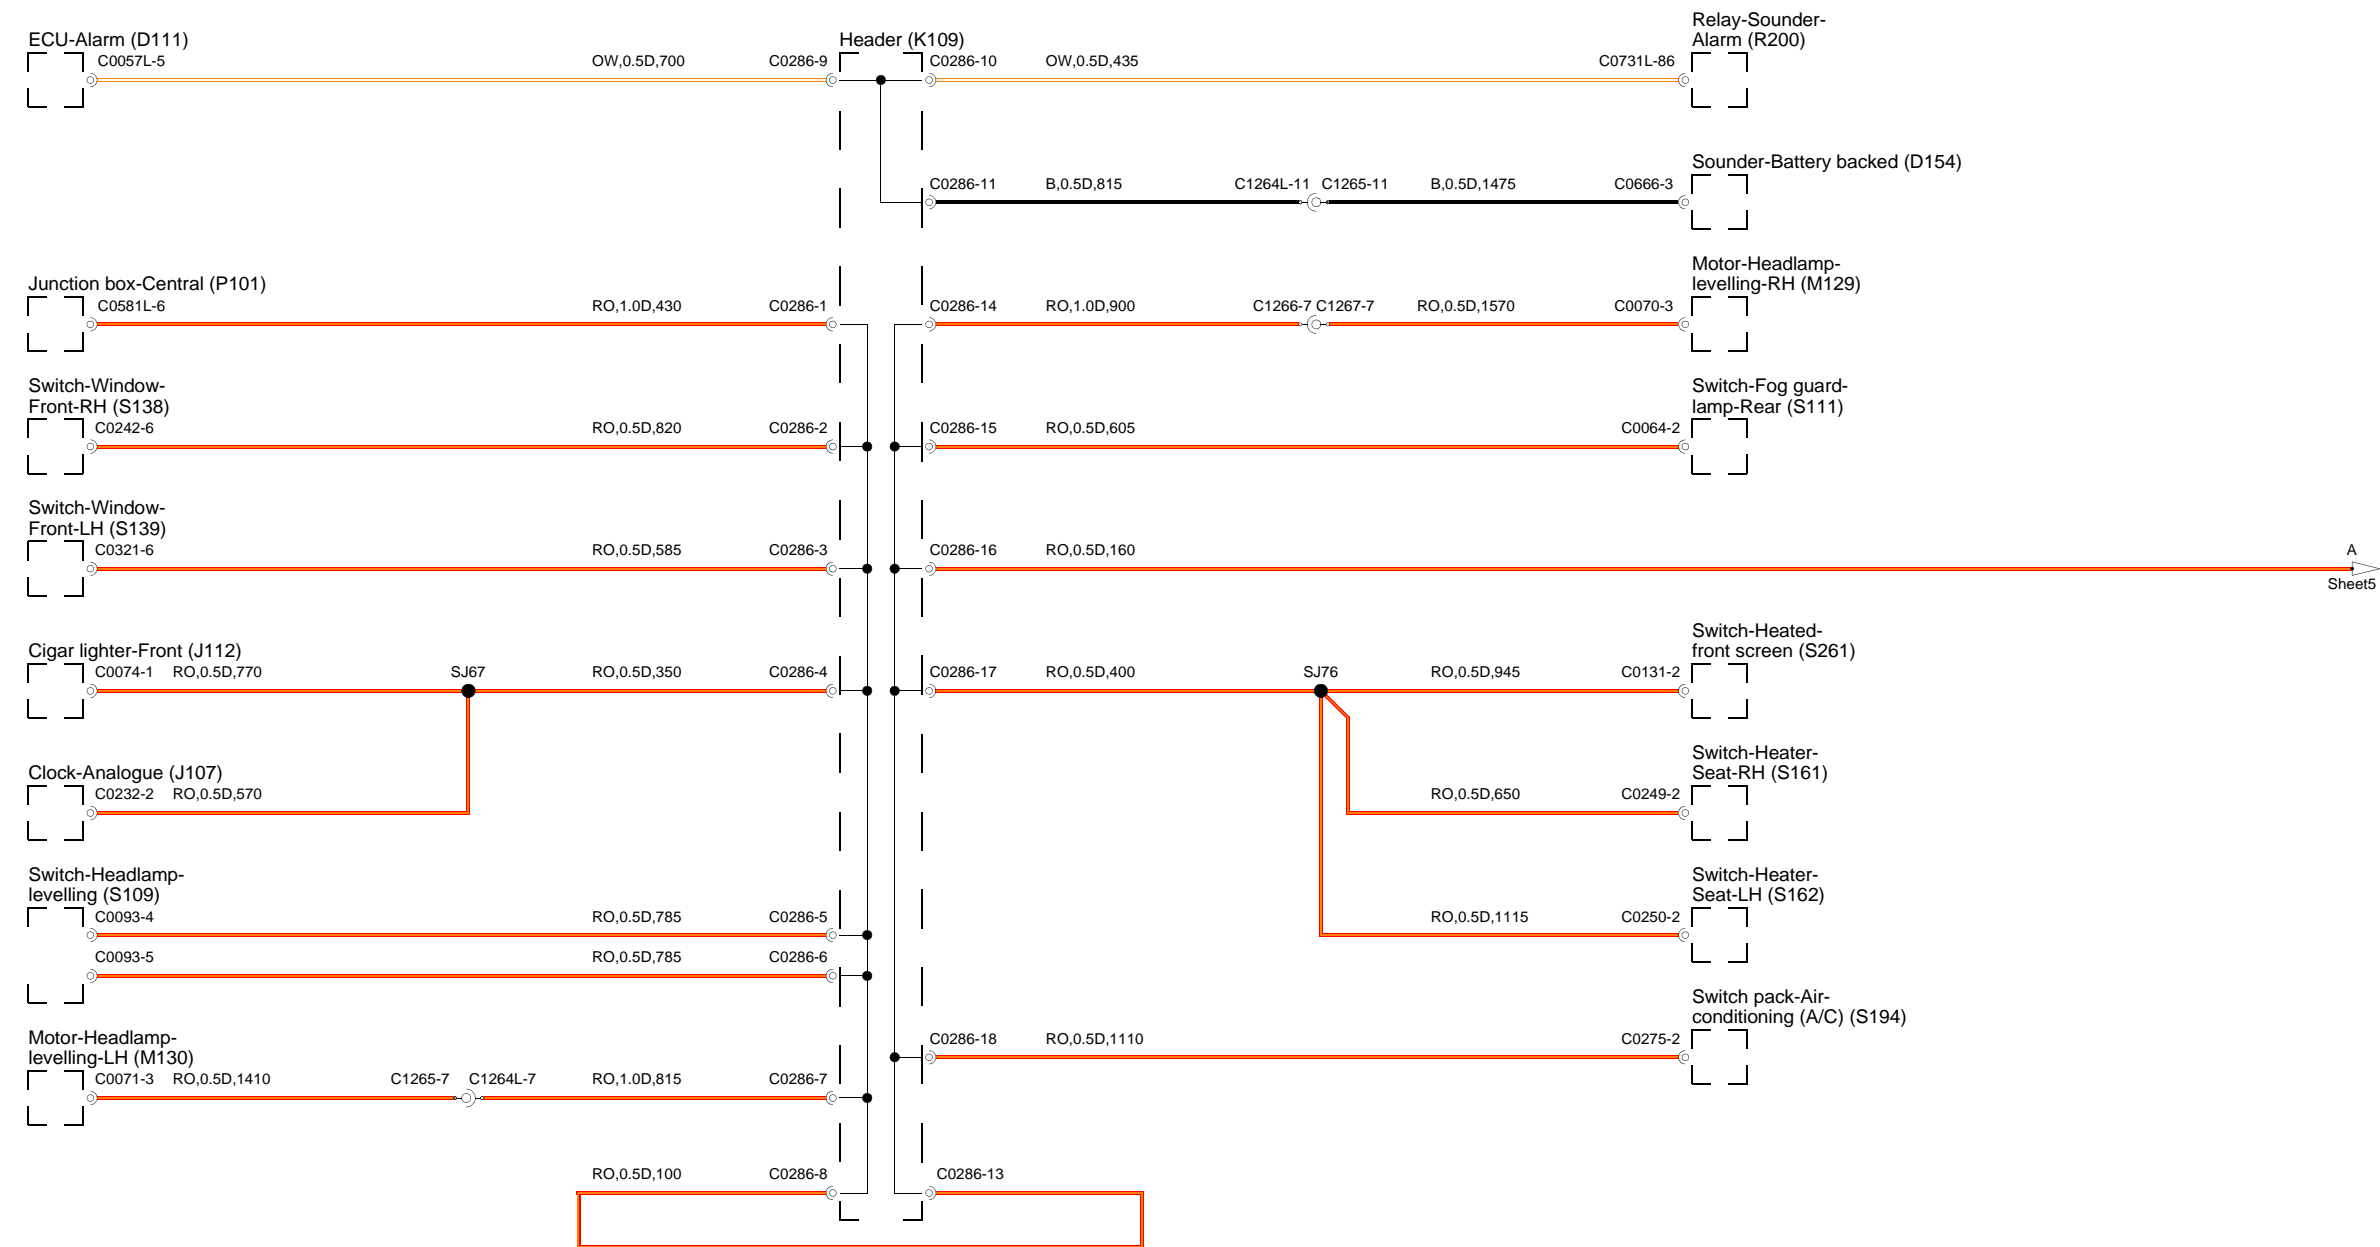 Relay-Sounder-
Alarm (R200)
ECU-Alarm (D111)
Header (K109)
C0057L-5
OW,0.5D,700
C0286-9
C0286-10
OW,0.5D,435
C0731L-86
Sounder-Battery backed (D154)
C0286-11
B,0.5D,815
C1264L-11
C1265-11
B,0.5D,1475
C0666-3
Junction box-Central (P101)
Motor-Headlamp-
levelling-RH (M129)
C0581L-6
RO,1.0D,430
C0286-1
C0286-14
RO,1.0D,900
C1266-7
C1267-7
RO,0.5D,1570
C0070-3
Switch-Window-
Front-RH (S138)
Switch-Fog guard-
lamp-Rear (S111)
C0242-6
RO,0.5D,820
C0286-2
C0286-15
RO,0.5D,605
C0064-2
Switch-Window-
Front-LH (S139)
C0321-6
RO,0.5D,585
C0286-3
C0286-16
RO,0.5D,160
A
Sheet5
Cigar lighter-Front (J112)
Switch-Heated-
front screen (S261)
C0074-1
RO,0.5D,770
SJ67
RO,0.5D,350
C0286-4
C0286-17
RO,0.5D,400
SJ76
RO,0.5D,945
C0131-2
Clock-Analogue (J107)
Switch-Heater-
Seat-RH (S161)
C0232-2
RO,0.5D,570
RO,0.5D,650
C0249-2
Switch-Headlamp-
levelling (S109)
Switch-Heater-
Seat-LH (S162)
C0093-4
RO,0.5D,785
C0286-5
RO,0.5D,1115
C0250-2
C0093-5
RO,0.5D,785
C0286-6
Switch pack-Air-
conditioning (A/C) (S194)
C0286-18
RO,0.5D,1110
C0275-2
Motor-Headlamp-
levelling-LH (M130)
C0071-3
RO,0.5D,1410
C1265-7
C1264L-7
RO,1.0D,815
C0286-7
RO,0.5D,100
C0286-8
C0286-13